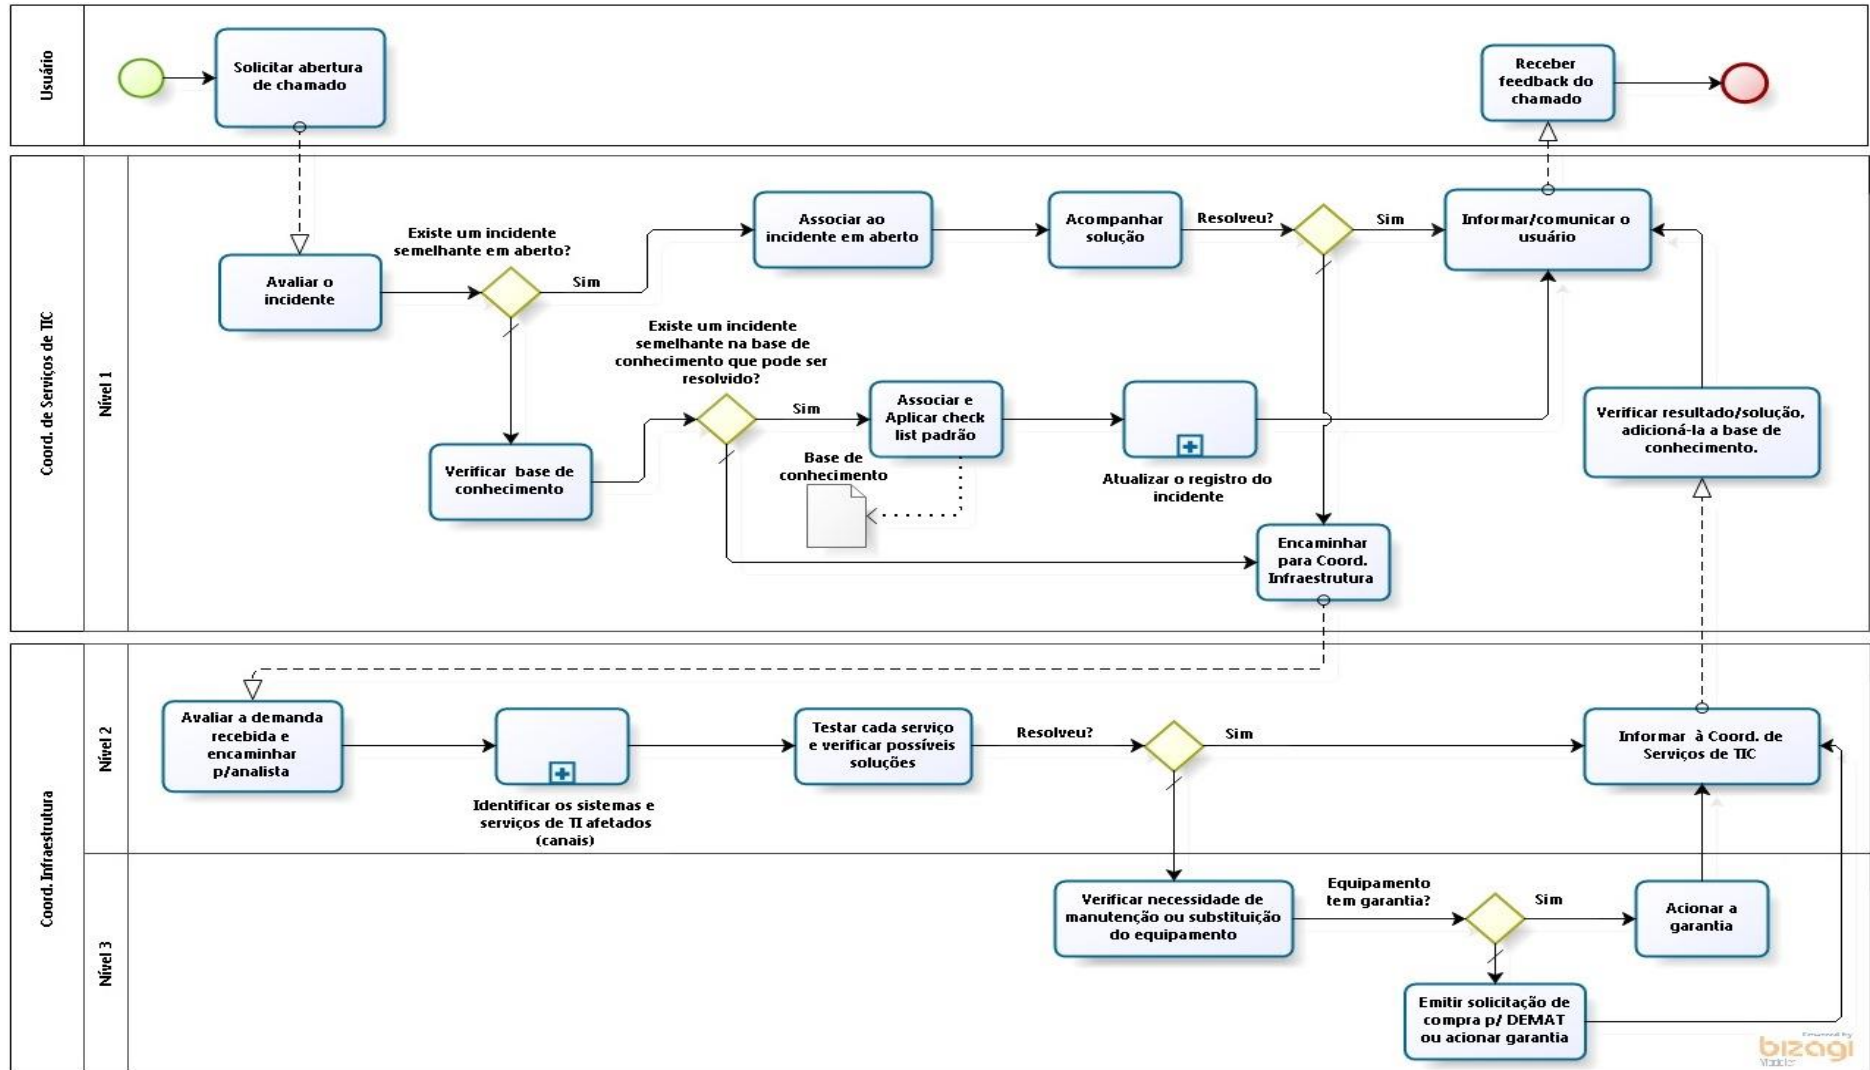 Usuário
Solicitar abertura
de chamado
Receber
feedback do
chamado
Coord. de Serviços de TIC
Nível 1
Avaliar o
incidente
Existe um incidente
semelhante em aberto?
Sim
Associar ao
incidente em aberto
Acompanhar
solução
Resolveu?
Sim
Informar/comunicar o
usuário
Verificar base de
conhecimento
Existe um incidente
semelhante na base de
conhecimento que pode ser
resolvido?
Sim
Associar e
Aplicar check
list padrão
Base de
conhecimento
Atualizar o registro do
incidente
Verificar resultado/solução,
adicioná-la a base de
conhecimento.
Encaminhar
para Coord.
Infraestrutura
Coord. Infraestrutura
Nível 2
Avaliar a demanda
recebida e
encaminhar
p/analista
Identificar os sistemas e
serviços de TI afetados
(canais)
Testar cada serviço
e verificar possíveis
soluções
Resolveu?
Sim
Informar à Coord. de
Serviços de TIC
Nível 3
Verificar necessidade de
manutenção ou substituição
do equipamento
Equipamento
tem garantia?
Sim
Acionar a
garantia
Emitir solicitação de
compra p/ DEMAT
ou acionar garantia
Powered by
bizagi
Modeler